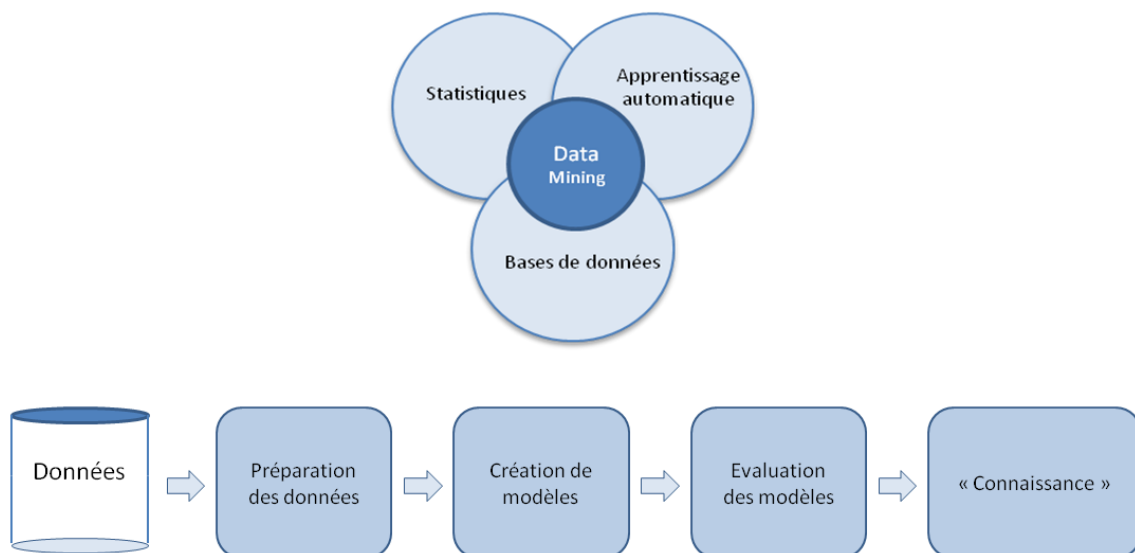 Statistiques
Apprentissage
automatique
Data
Mining
Bases de données
Données
Préparation
des données
Création de
modèles
Evaluation
des modèles
« Connaissance »